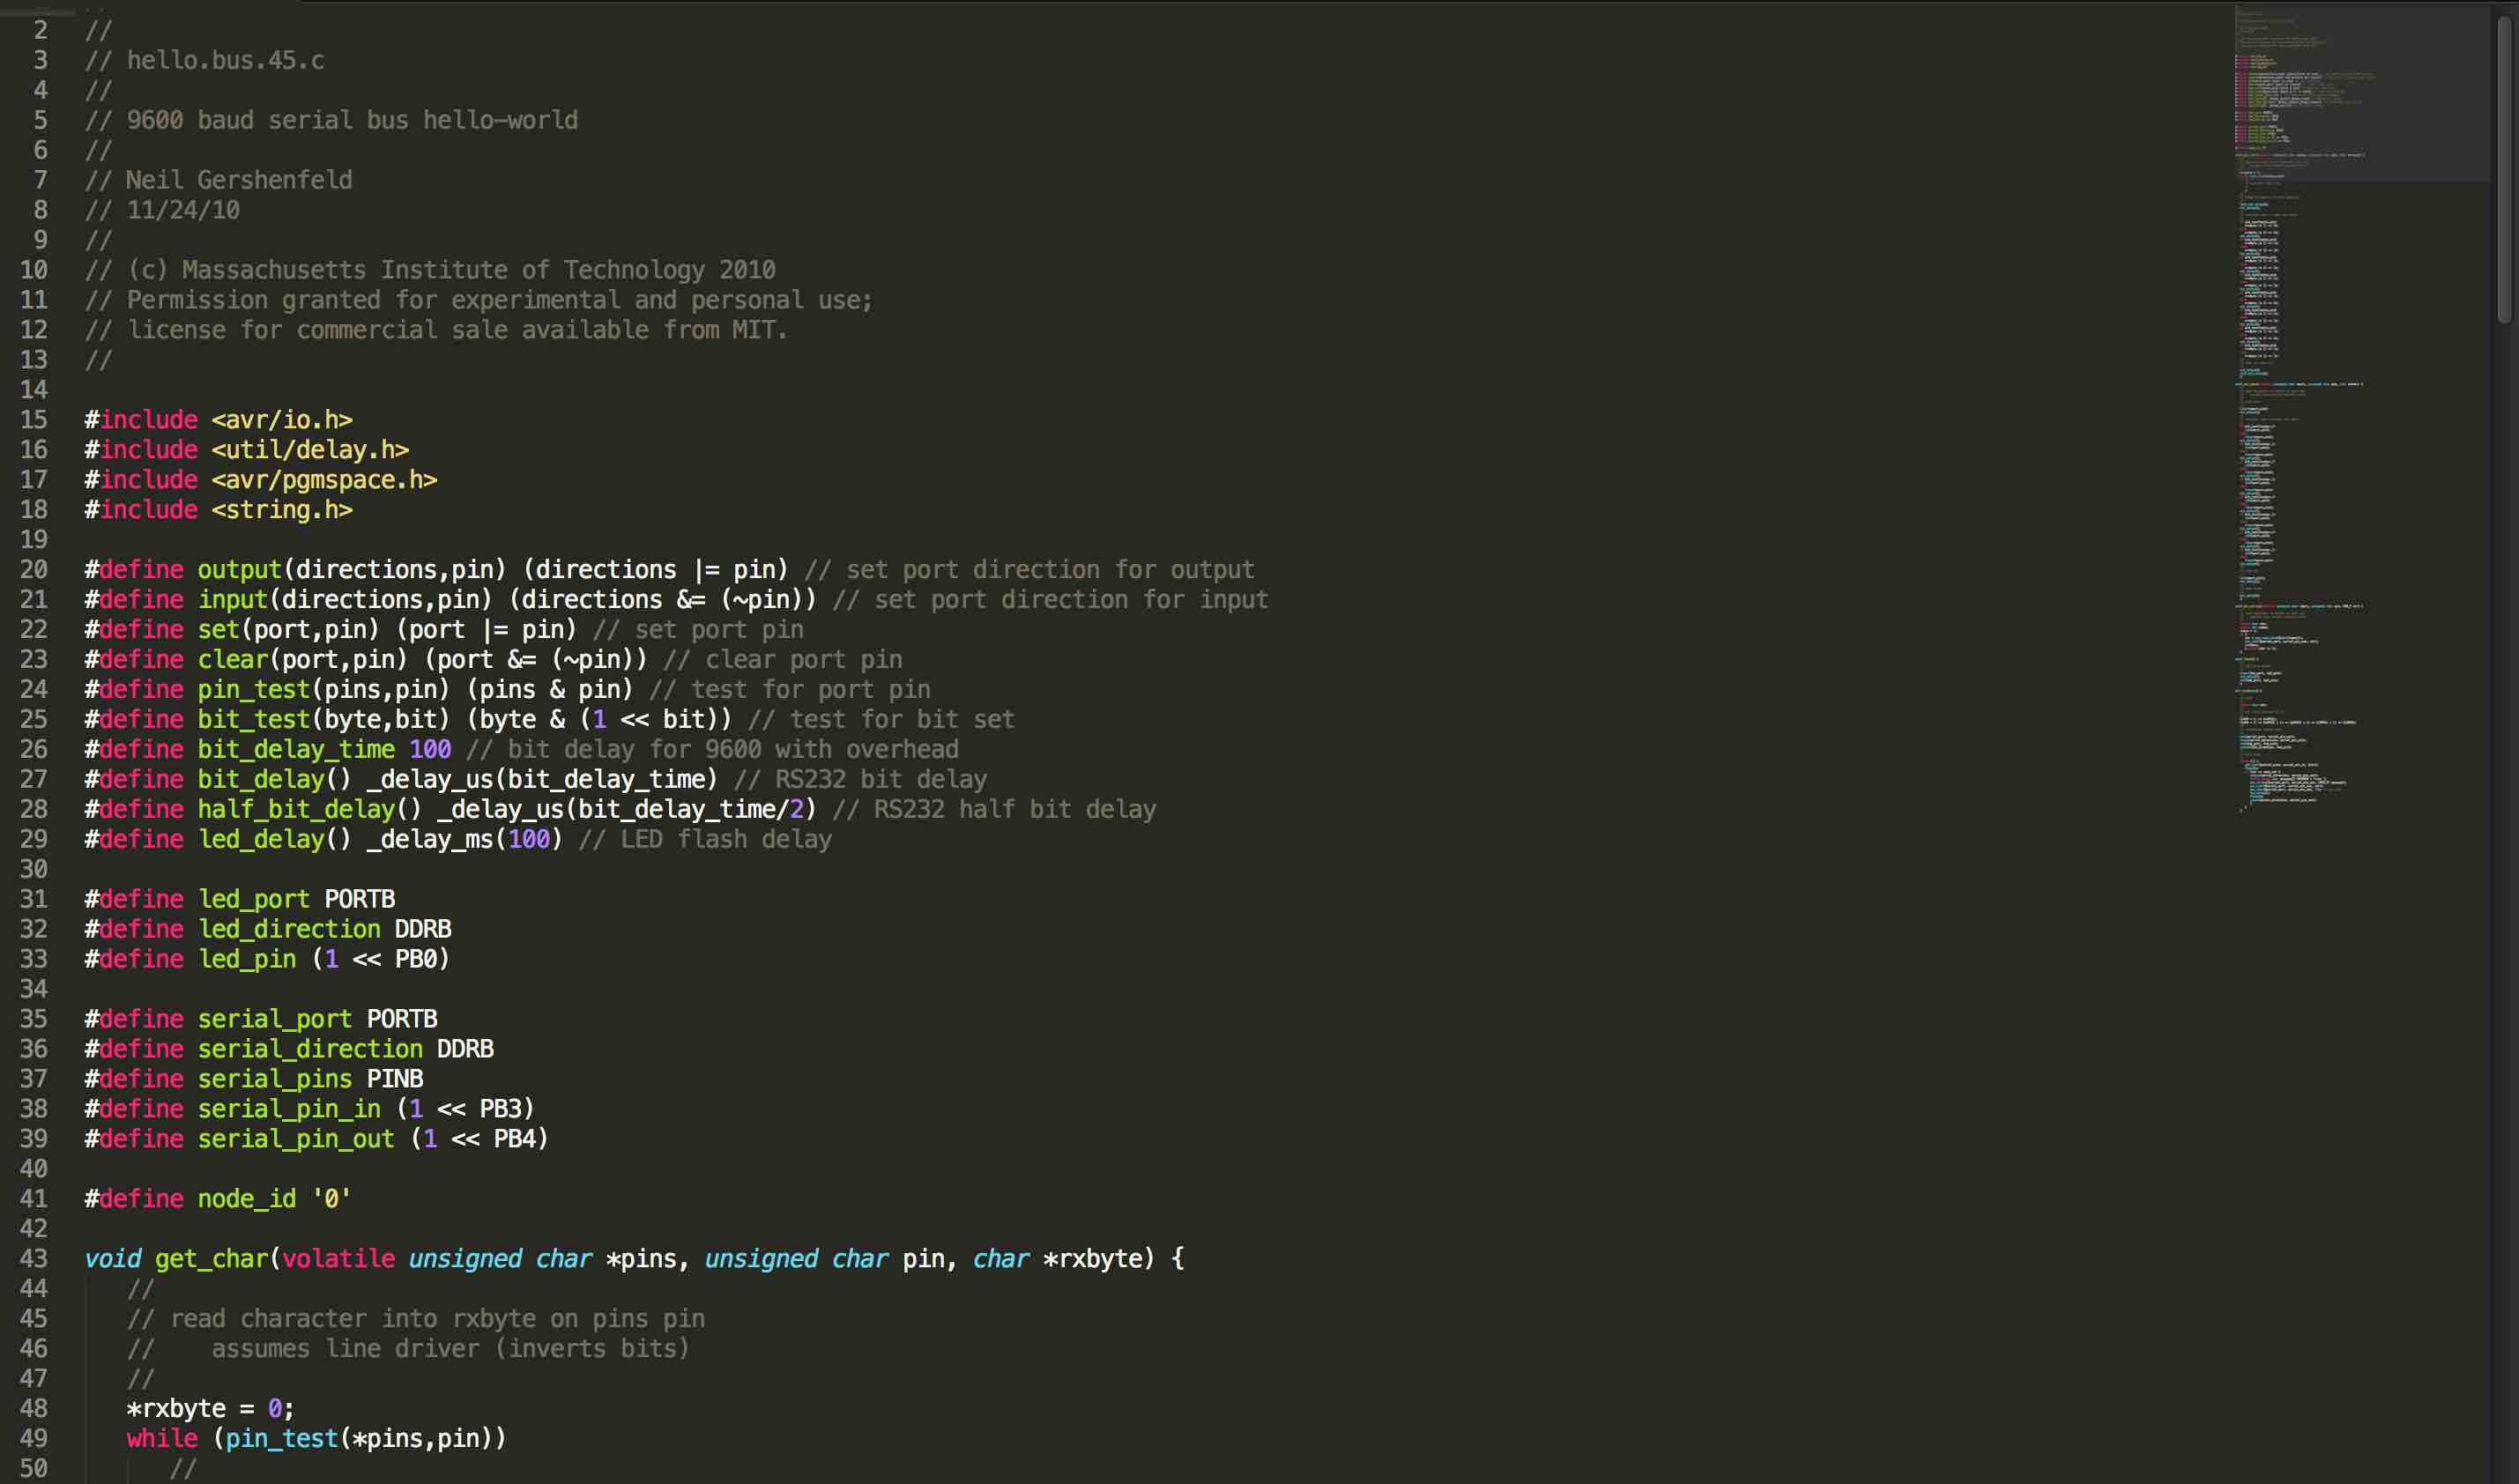 2 //
3 // hello.bus.45.c
4 //
5 // 9600 baud serial bus hello-world
6 //
7 // Neil Gershenfeld
8 // 11/24/10
9 //
10 // (c) Massachusetts Institute of Technology 2010
11 // Permission granted for experimental and personal use;
12 // license for commercial sale available from MIT.
13 //
14
15 #include <avr/io.h>
16 #include <util/delay.h>
17 #include <avr/pgmspace.h>
18 #include <string.h>
19
20 #define output(directions,pin) (directions |= pin) // set port direction for output
21 #define input(directions,pin) (directions &= (~pin)) // set port direction for input
22 #define set(port,pin) (port |= pin) // set port pin
23 #define clear(port,pin) (port &= (~pin)) // clear port pin
24 #define pin_test(pins,pin) (pins & pin) // test for port pin
25 #define bit_test(byte,bit) (byte & (1 << bit)) // test for bit set
26 #define bit_delay_time 100 // bit delay for 9600 with overhead
27 #define bit_delay() _delay_us(bit_delay_time) // RS232 bit delay
28 #define half_bit_delay() _delay_us(bit_delay_time/2) // RS232 half bit delay
29 #define led_delay() _delay_ms(100) // LED flash delay
30
31 #define led_port PORTB
32 #define led_direction DDRB
33 #define led_pin (1 << PB0)
34
35 #define serial_port PORTB
36 #define serial_direction DDRB
37 #define serial_pins PINB
38 #define serial_pin_in (1 << PB3)
39 #define serial_pin_out (1 << PB4)
40
41 #define node_id '0'
42
43 void get_char(volatile unsigned char *pins, unsigned char pin, char *rxbyte) {
44    //
45    // read character into rxbyte on pins pin
46    //    assumes line driver (inverts bits)
47    //
48    *rxbyte = 0;
49    while (pin_test(*pins,pin))
50       //